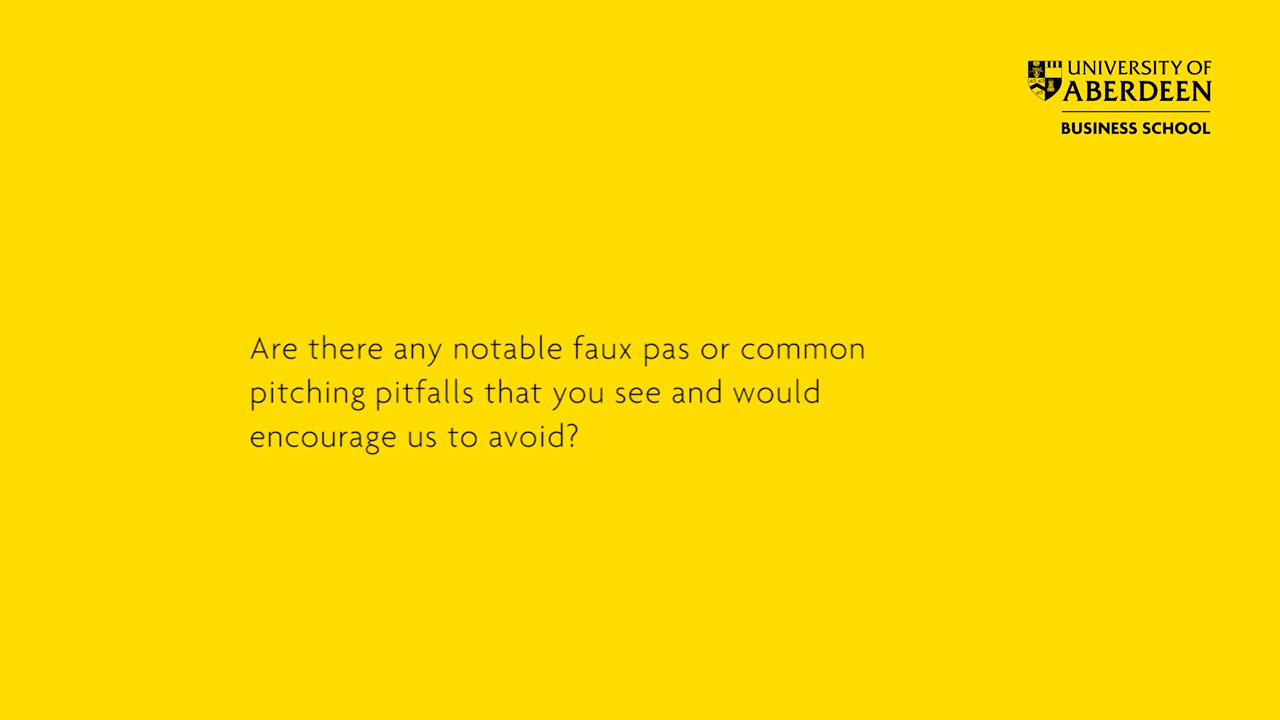 UNIVERSITY OF
ABERDEEN
BUSINESS SCHOOL
Are there any notable faux pas or common
pitching pitfalls that you see and would
encourage us to avoid?